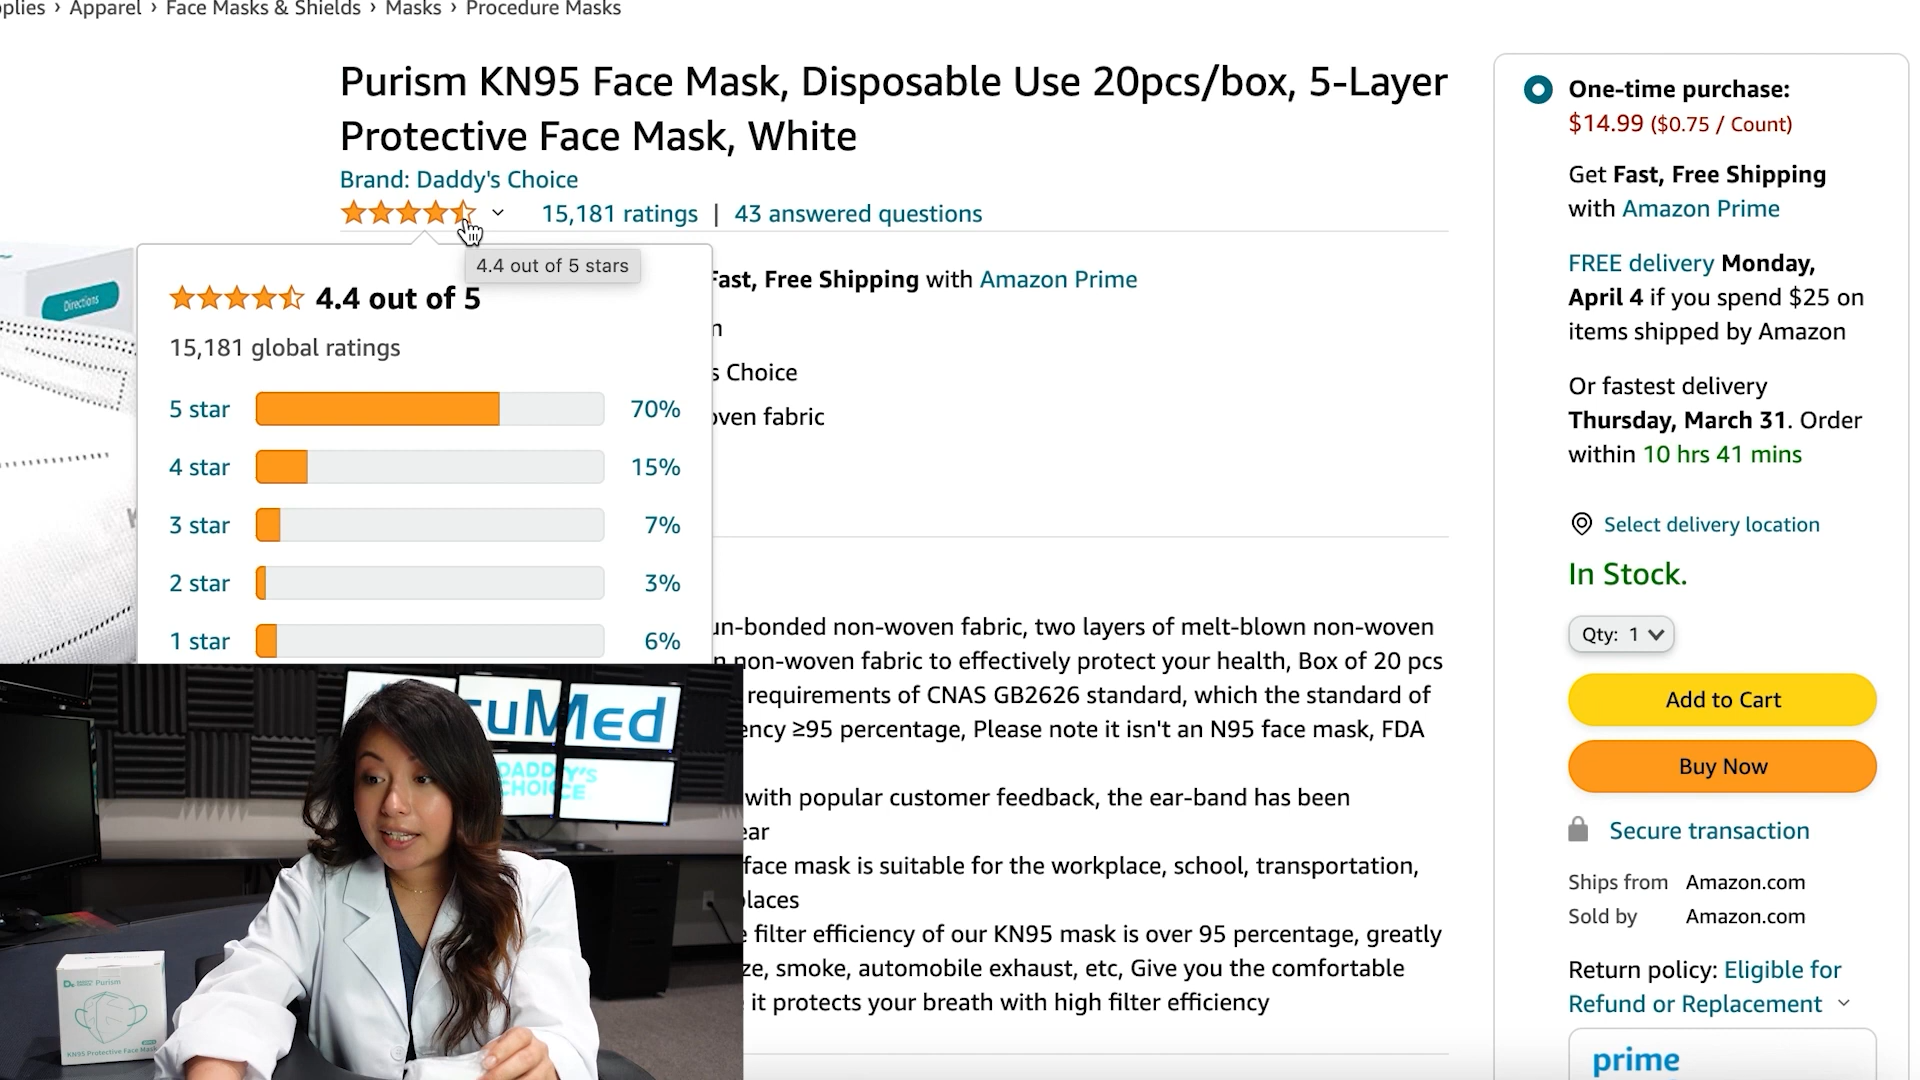 plies › Apparel › Face Masks & Shields › Masks › Procedure Masks
Purism KN95 Face Mask, Disposable Use 20pcs/box, 5-Layer
Protective Face Mask, White
Brand: Daddy's Choice
15,181 ratings | 43 answered questions
4.4 out of 5 stars
Fast, Free Shipping with Amazon Prime
4.4 out of 5
15,181 global ratings
5 star 70%
4 star 15%
3 star 7%
2 star 3%
1 star 6%
Directions
n
s Choice
oven fabric
un-bonded non-woven fabric, two layers of melt-blown non-woven
n non-woven fabric to effectively protect your health, Box of 20 pcs
requirements of CNAS GB2626 standard, which the standard of
ency ≥95 percentage, Please note it isn't an N95 face mask, FDA
with popular customer feedback, the ear-band has been
ear
face mask is suitable for the workplace, school, transportation,
places
e filter efficiency of our KN95 mask is over 95 percentage, greatly
ze, smoke, automobile exhaust, etc, Give you the comfortable
it protects your breath with high filter efficiency
One-time purchase:
$14.99 ($0.75 / Count)
Get Fast, Free Shipping
with Amazon Prime
FREE delivery Monday,
April 4 if you spend $25 on
items shipped by Amazon
Or fastest delivery
Thursday, March 31. Order
within 10 hrs 41 mins
Select delivery location
In Stock.
Qty: 1
Add to Cart
Buy Now
Secure transaction
Ships from Amazon.com
Sold by Amazon.com
Return policy: Eligible for
Refund or Replacement
prime
cuMed
DADDY'S
CHOICE
Purism
KN95 Protective Face Mask